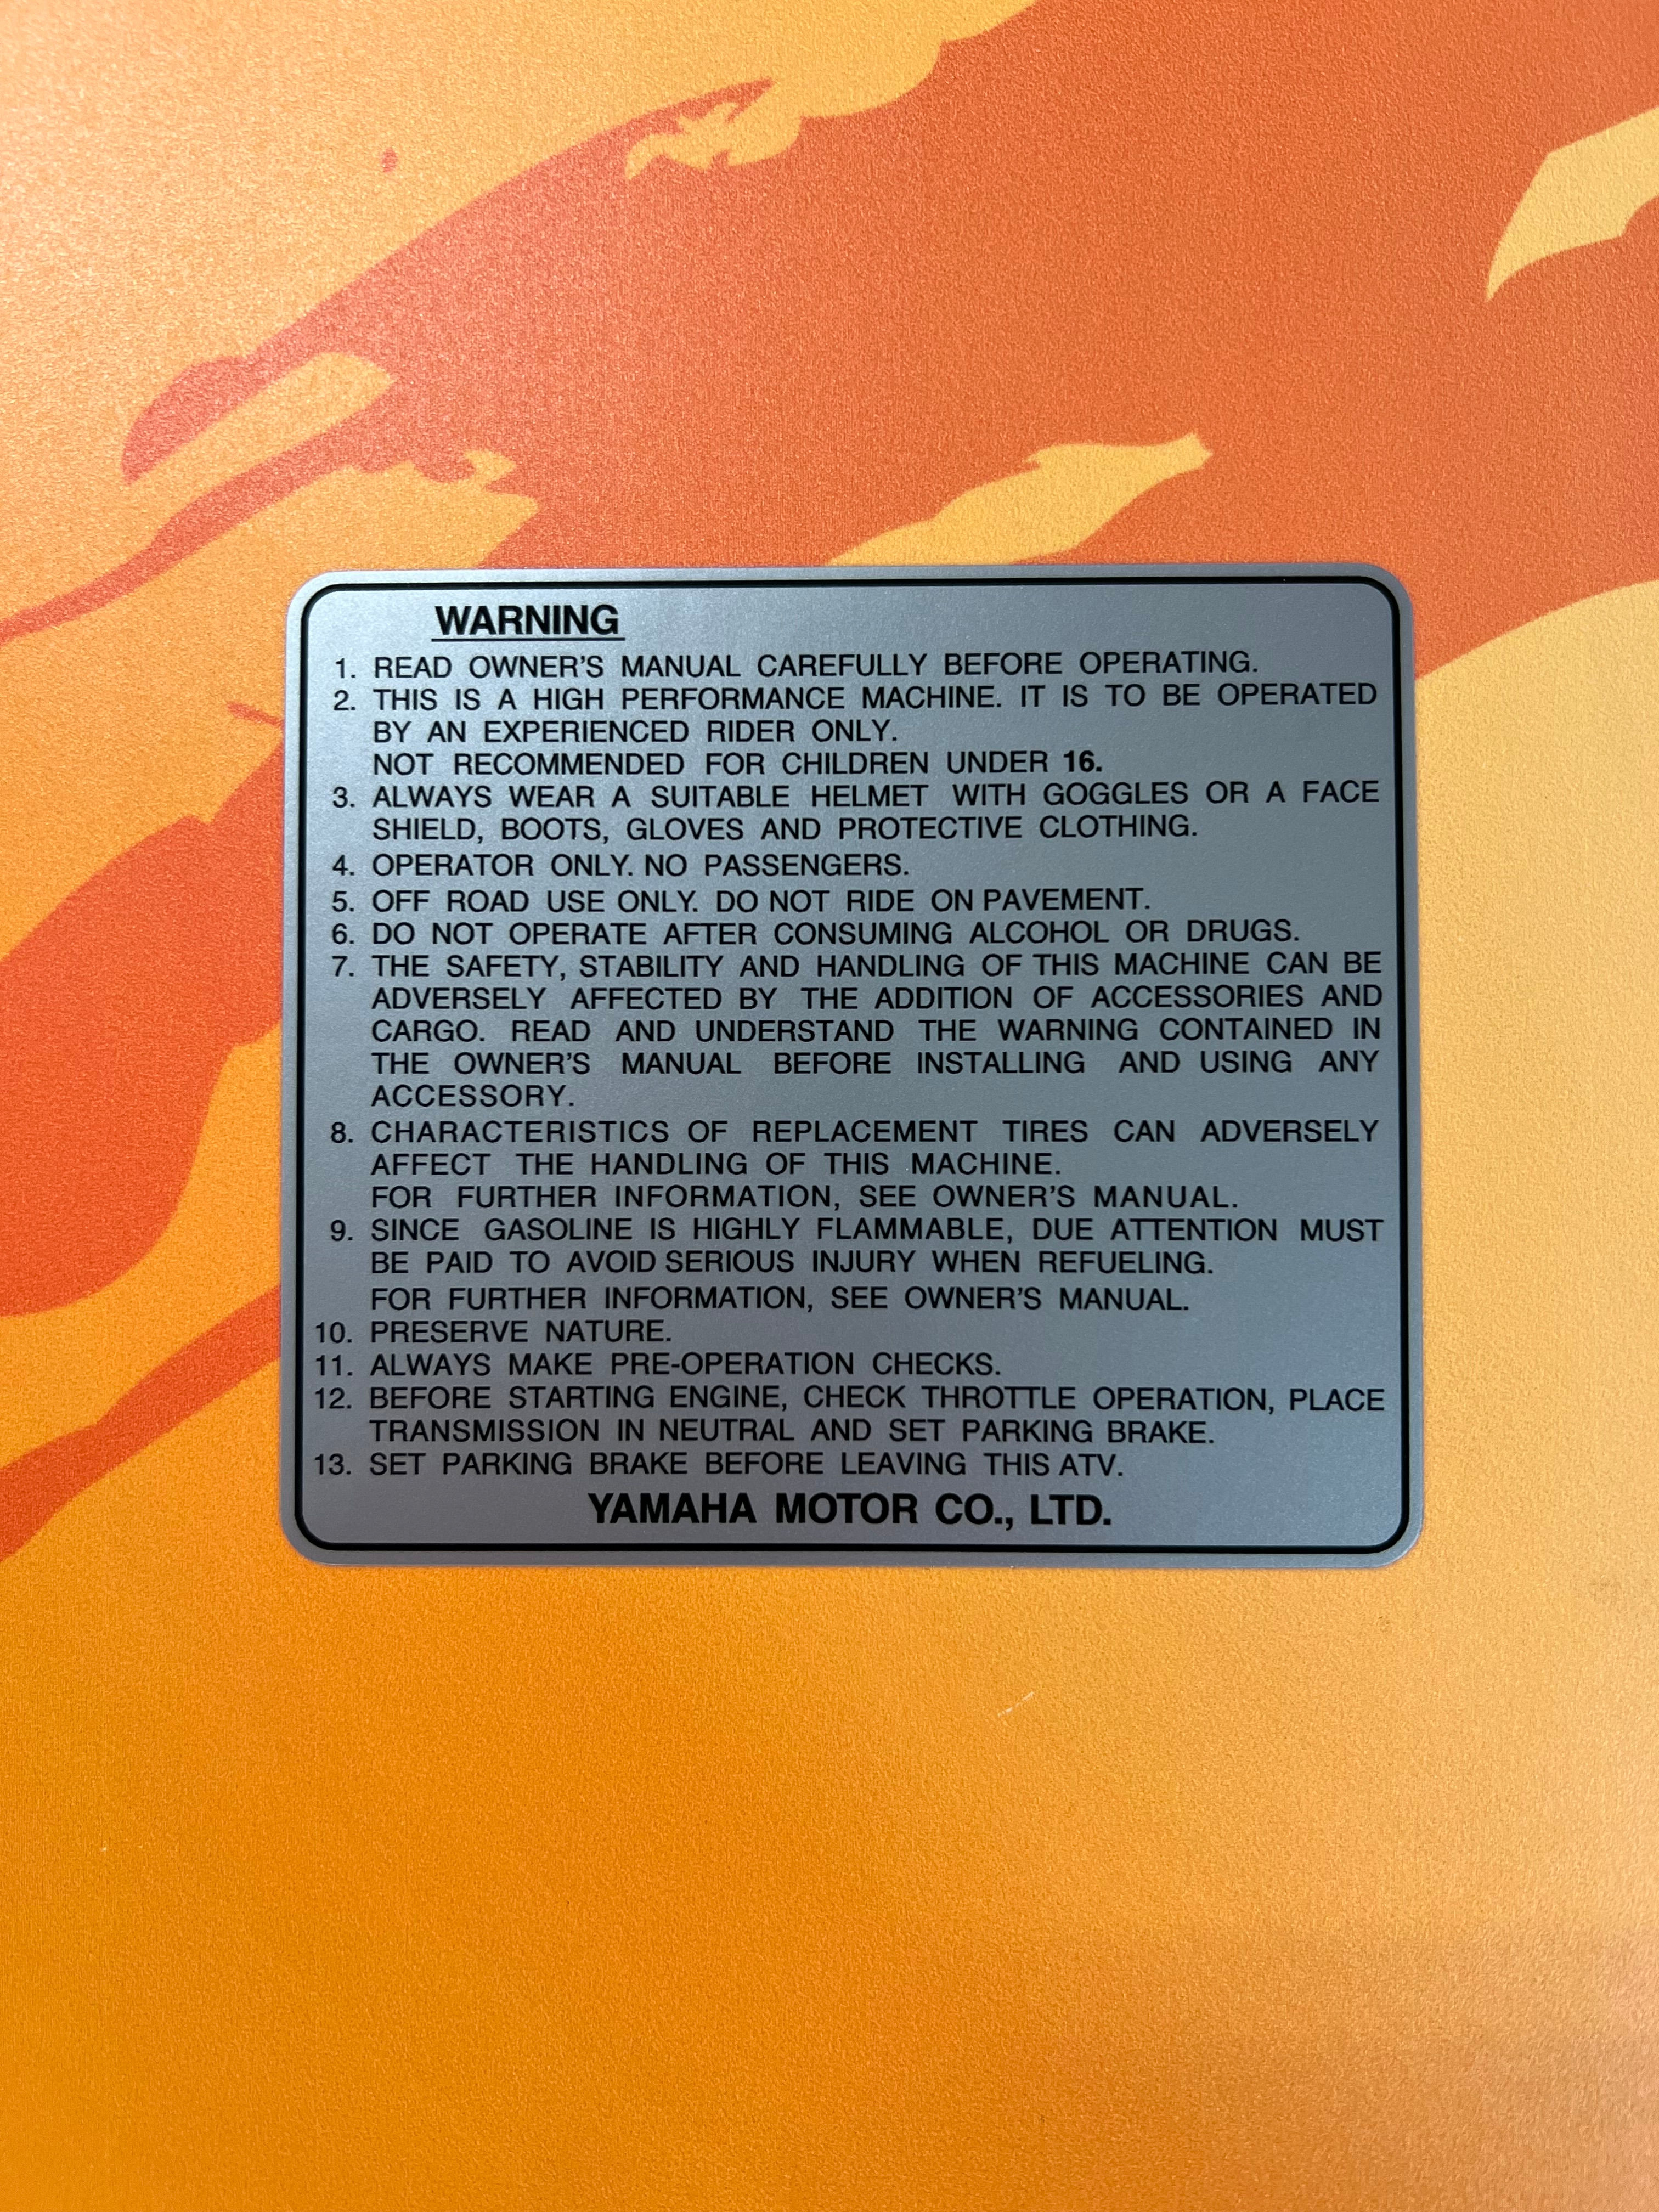 WARNING
1. READ OWNER'S MANUAL CAREFULLY BEFORE OPERATING.
2. THIS IS A HIGH PERFORMANCE MACHINE. IT IS TO BE OPERATED
BY AN EXPERIENCED RIDER ONLY.
NOT RECOMMENDED FOR CHILDREN UNDER 16.
3. ALWAYS WEAR A SUITABLE HELMET WITH GOGGLES OR A FACE
SHIELD, BOOTS, GLOVES AND PROTECTIVE CLOTHING.
4. OPERATOR ONLY. NO PASSENGERS.
5. OFF ROAD USE ONLY. DO NOT RIDE ON PAVEMENT.
6. DO NOT OPERATE AFTER CONSUMING ALCOHOL OR DRUGS.
7. THE SAFETY, STABILITY AND HANDLING OF THIS MACHINE CAN BE
ADVERSELY AFFECTED BY THE ADDITION OF ACCESSORIES AND
CARGO. READ AND UNDERSTAND THE WARNING CONTAINED IN
THE OWNER'S MANUAL BEFORE INSTALLING AND USING ANY
ACCESSORY.
8. CHARACTERISTICS OF REPLACEMENT TIRES CAN ADVERSELY
AFFECT THE HANDLING OF THIS MACHINE.
FOR FURTHER INFORMATION, SEE OWNER'S MANUAL.
9. SINCE GASOLINE IS HIGHLY FLAMMABLE, DUE ATTENTION MUST
BE PAID TO AVOID SERIOUS INJURY WHEN REFUELING.
FOR FURTHER INFORMATION, SEE OWNER'S MANUAL.
10. PRESERVE NATURE.
11. ALWAYS MAKE PRE-OPERATION CHECKS.
12. BEFORE STARTING ENGINE, CHECK THROTTLE OPERATION, PLACE
TRANSMISSION IN NEUTRAL AND SET PARKING BRAKE.
13. SET PARKING BRAKE BEFORE LEAVING THIS ATV.
YAMAHA MOTOR CO., LTD.